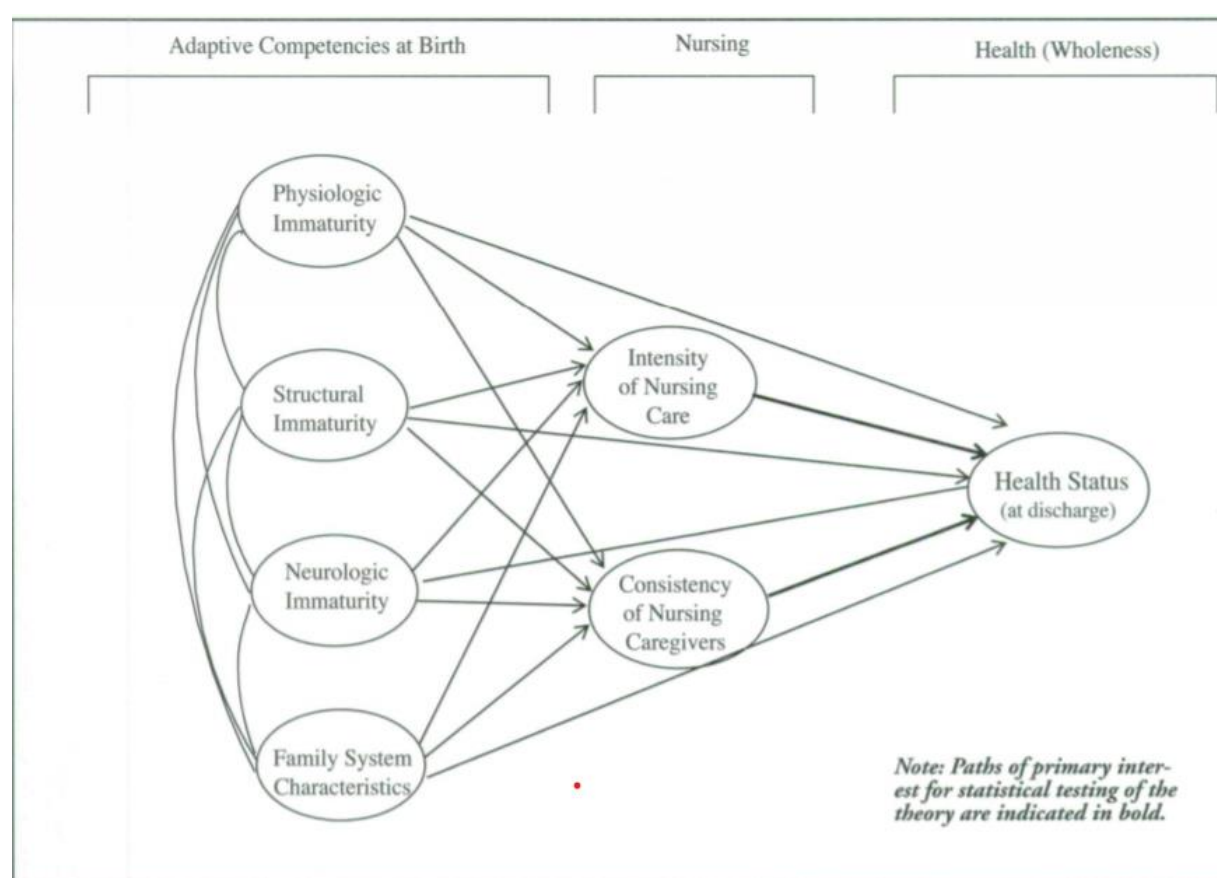 Adaptive Competencies at Birth
Nursing
Health (Wholeness)
Physiologic
Immaturity
Structural
Immaturity
Neurologic
Immaturity
Family System
Characteristics
Intensity
of Nursing
Care
Consistency
of Nursing
Caregivers
Health Status
(at discharge)
Note: Paths of primary inter-
est for statistical testing of the
theory are indicated in bold.